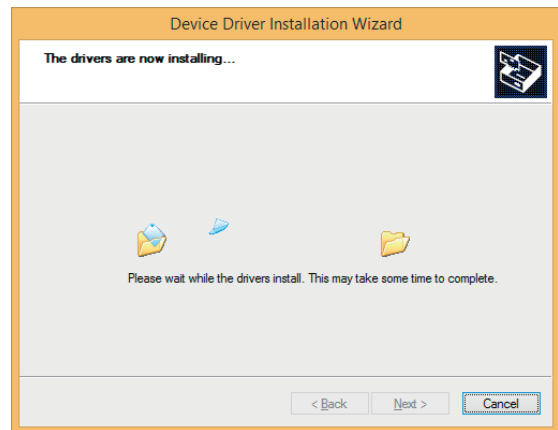 Device Driver Installation Wizard
The drivers are now installing...
Please wait while the drivers install. This may take some time to complete.
< Back Next > Cancel